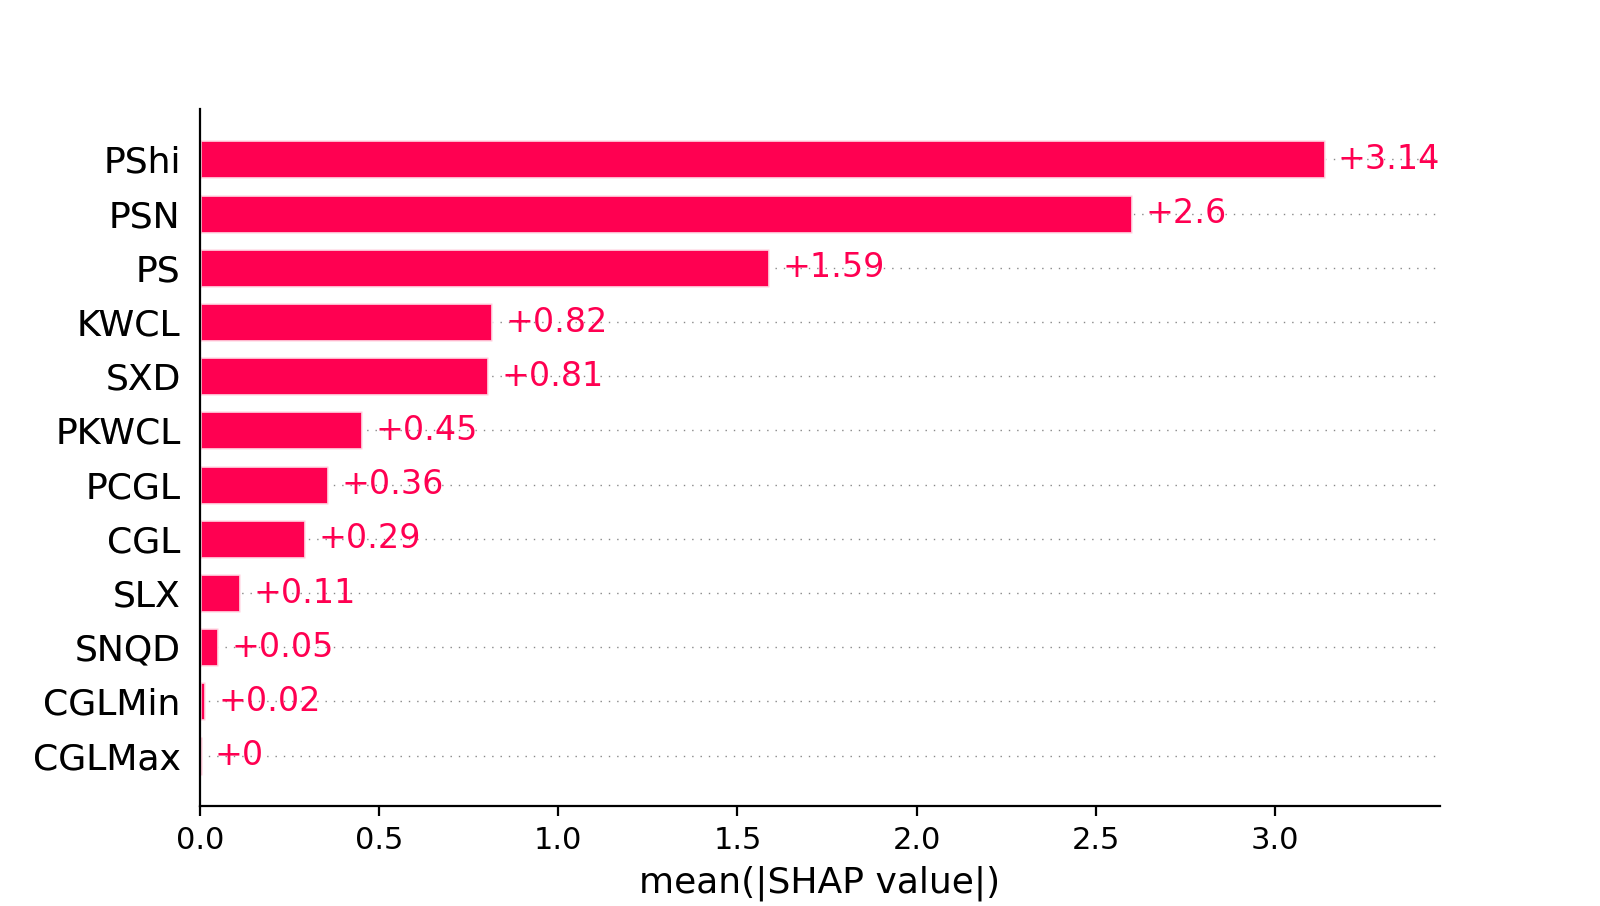 PShi +3.14
PSN +2.6
PS +1.59
KWCL +0.82
SXD +0.81
PKWCL +0.45
PCGL +0.36
CGL +0.29
SLX +0.11
SNQD +0.05
CGLMin +0.02
CGLMax +0
0.0 0.5 1.0 1.5 2.0 2.5 3.0
mean(|SHAP value|)